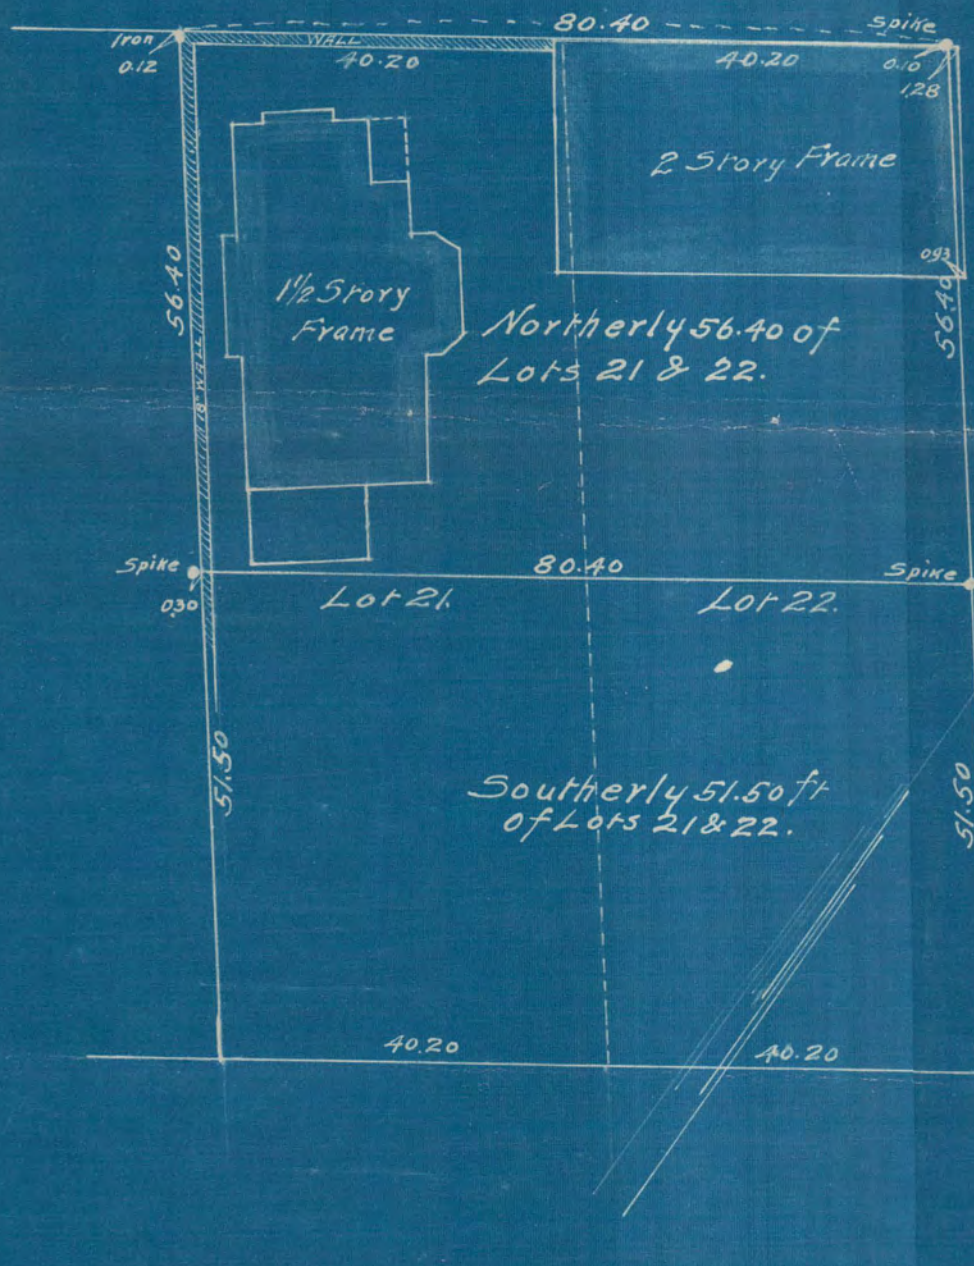 80.40
Spike
Iron
0.12
WALL
40.20
40.20
0.10
1.28
2 Story Frame
0.93
56.40
1½ Story
Frame
18" WALL
56.40
Northerly 56.40 of
Lots 21 & 22.
Spike
0.30
80.40
Spike
Lot 21.
Lot 22.
51.50
Southerly 51.50 ft
of Lots 21 & 22.
51.50
40.20
40.20